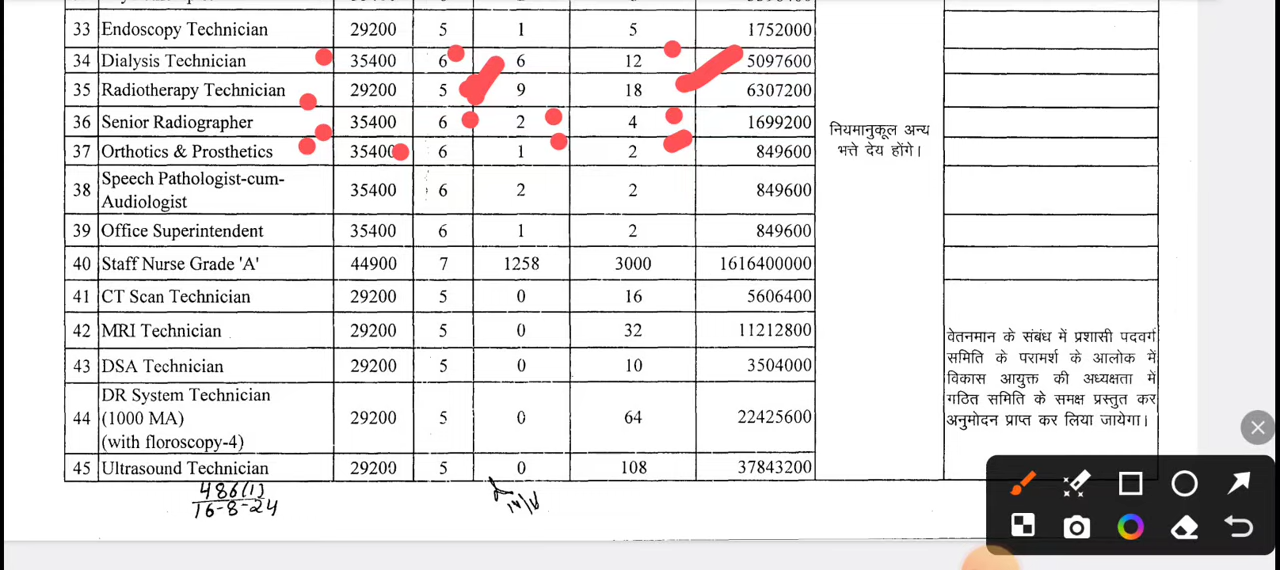 33 Endoscopy Technician 29200 5 1 5 1752000
34 Dialysis Technician 35400 6 6 12 5097600
35 Radiotherapy Technician 29200 5 9 18 6307200
36 Senior Radiographer 35400 6 2 4 1699200
37 Orthotics & Prosthetics 35400 6 1 2 849600
38 Speech Pathologist-cum-
Audiologist 35400 6 2 2 849600
39 Office Superintendent 35400 6 1 2 849600
40 Staff Nurse Grade 'A' 44900 7 1258 3000 1616400000
41 CT Scan Technician 29200 5 0 16 5606400
42 MRI Technician 29200 5 0 32 11212800
43 DSA Technician 29200 5 0 10 3504000
44 DR System Technician
(1000 MA) 29200 5 0 64 22425600
(with floroscopy-4)
45 Ultrasound Technician 29200 5 0 108 37843200
नियमानुकूल अन्य
भत्ते देय होंगे।
वेतनमान के संबंध में प्रशासी पदवर्ग
समिति के परामर्श के आलोक में
विकास आयुक्त की अध्यक्षता में
गठित समिति के समक्ष प्रस्तुत कर
अनुमोदन प्राप्त कर लिया जायेगा।
486(1)
16-8-24